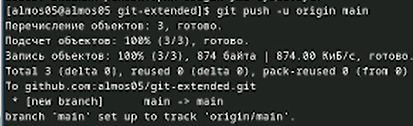 [almos05@almos05 git-extended]$ git push -u origin main
Перечисление объектов: 3, готово.
Подсчет объектов: 100% (3/3), готово.
Запись объектов: 100% (3/3), 874 байта | 874.00 КиБ/с, готово.
Total 3 (delta 0), reused 0 (delta 0), pack-reused 0 (from 0)
To github.com:almos05/git-extended.git
 * [new branch]      main -> main
branch 'main' set up to track 'origin/main'.